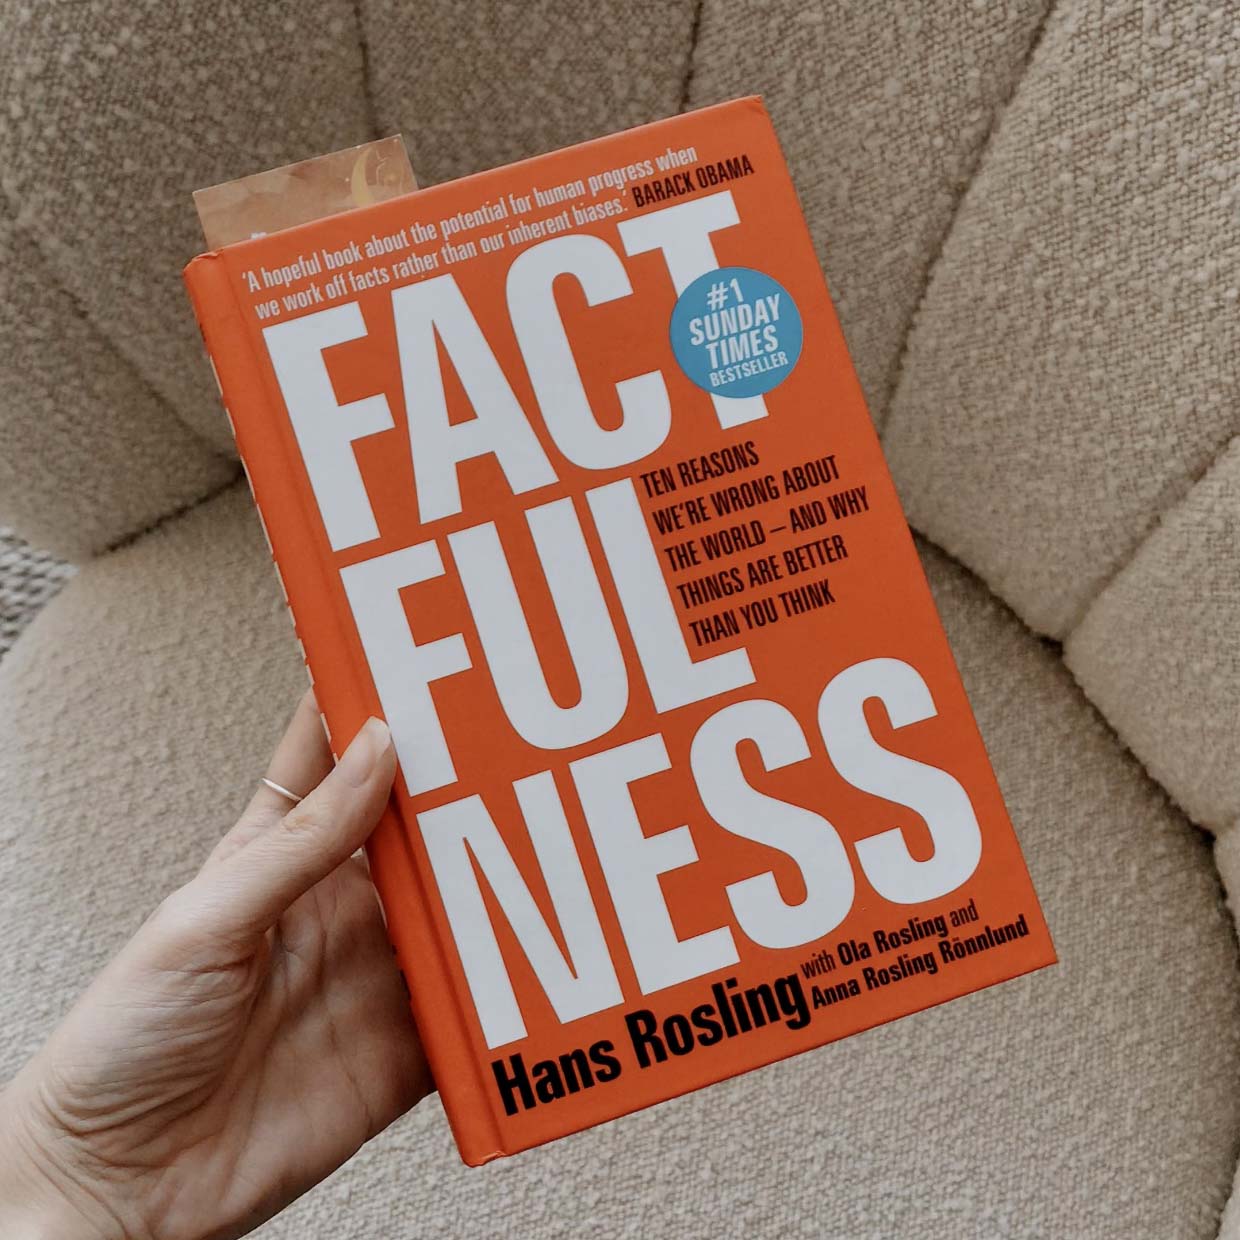 'A hopeful book about the potential for human progress when
we work off facts rather than our inherent biases.' BARACK OBAMA
FACT
#1
SUNDAY
TIMES
BESTSELLER
TEN REASONS
WE'RE WRONG ABOUT
THE WORLD – AND WHY
THINGS ARE BETTER
THAN YOU THINK
FUL
NESS
Hans Rosling
with Ola Rosling and
Anna Rosling Rönnlund